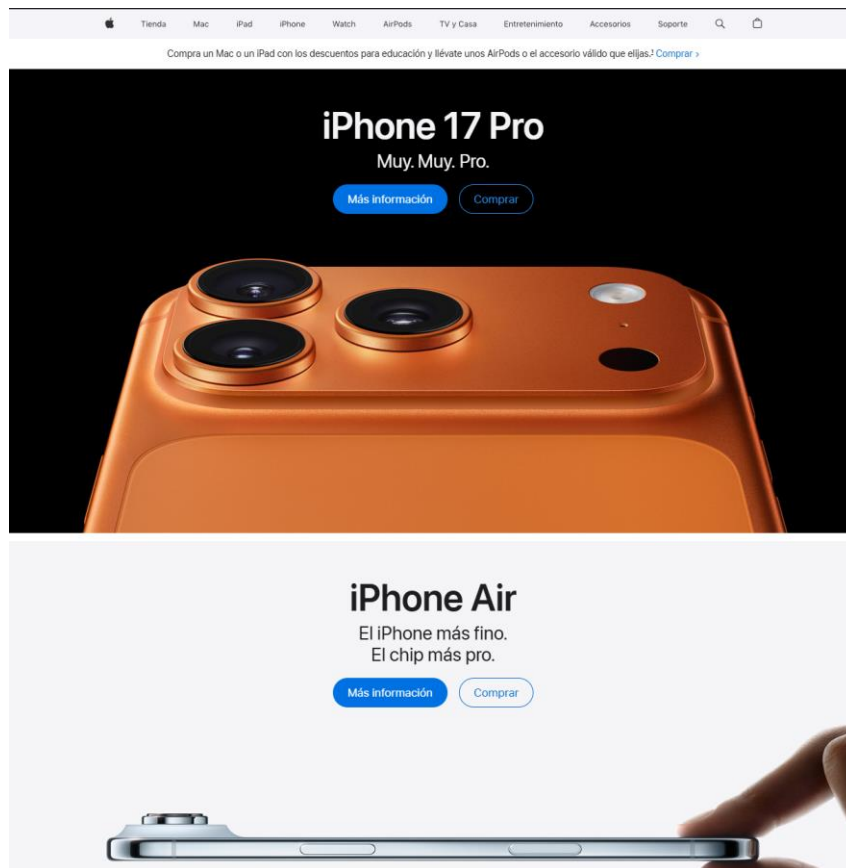 Tienda Mac iPad iPhone Watch AirPods TV y Casa Entretenimiento Accesorios Soporte
Compra un Mac o un iPad con los descuentos para educación y llévate unos AirPods o el accesorio válido que elijas.‡ Comprar >
iPhone 17 Pro
Muy. Muy. Pro.
Más información Comprar
iPhone Air
El iPhone más fino.
El chip más pro.
Más información Comprar